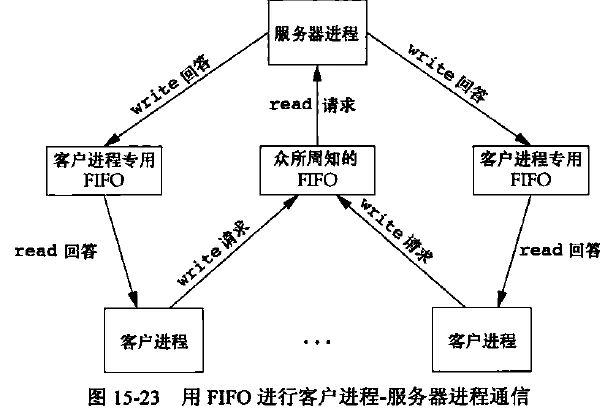 服务器进程
write 回答
write 回答
read 请求
客户进程专用
FIFO
众所周知的
FIFO
客户进程专用
FIFO
read 回答
write 请求
write 请求
read 回答
客户进程
...
客户进程
图 15-23 用 FIFO 进行客户进程-服务器进程通信